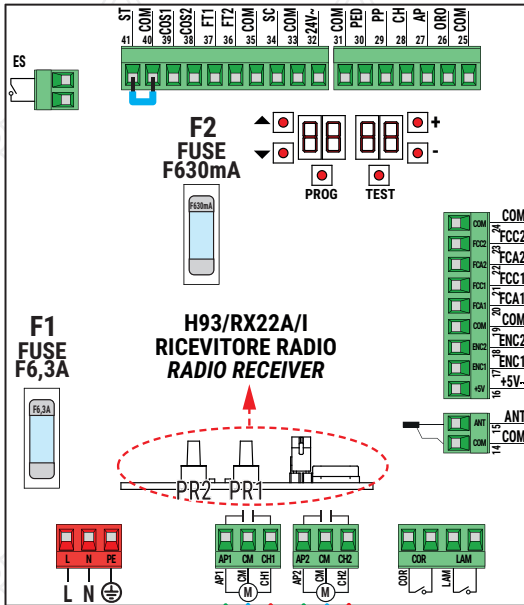 ST COM COS1 COS2 FT1 FT2 COM SC COM 24V~ COM PED PP CH AP ORO COM
41 40 39 38 37 36 35 34 33 32 31 30 29 28 27 26 25
ES
F2
FUSE
F630mA
F630mA
+
-
PROG TEST
COM COM 24
FCC2 FCC2 23
FCA2 FCA2 22
FCC1 FCC1 21
FCA1 FCA1 20
COM COM 19
ENC2 ENC2 18
ENC1 ENC1 17
+5V +5V 16
F1
FUSE
F6,3A
F6,3A
H93/RX22A/I
RICEVITORE RADIO
RADIO RECEIVER
ANT ANT 15
COM COM 14
PR2 PR1
L N PE
L N
AP1 CM CH1
AP1 CM CH1
M
AP2 CM CH2
AP2 CM CH2
M
COR LAM
COR LAM